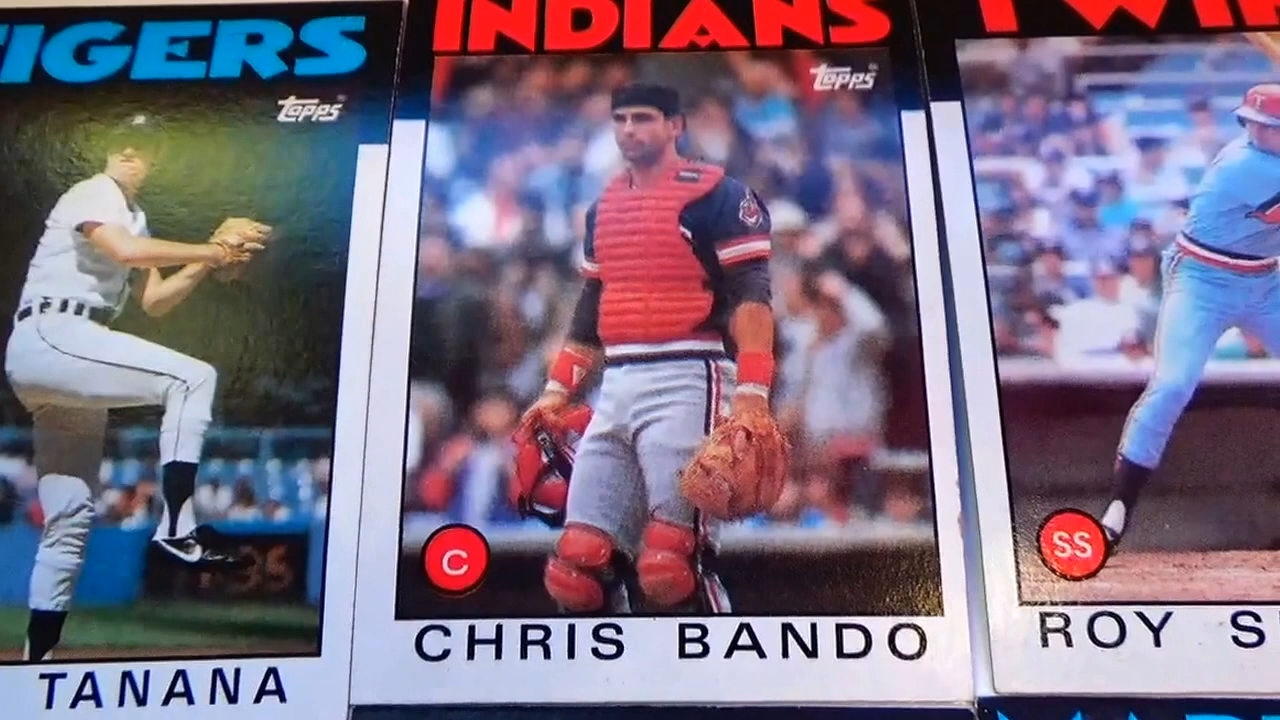 TIGERS
Topps
TANANA
INDIANS
Topps
C
CHRIS BANDO
SS
ROY S